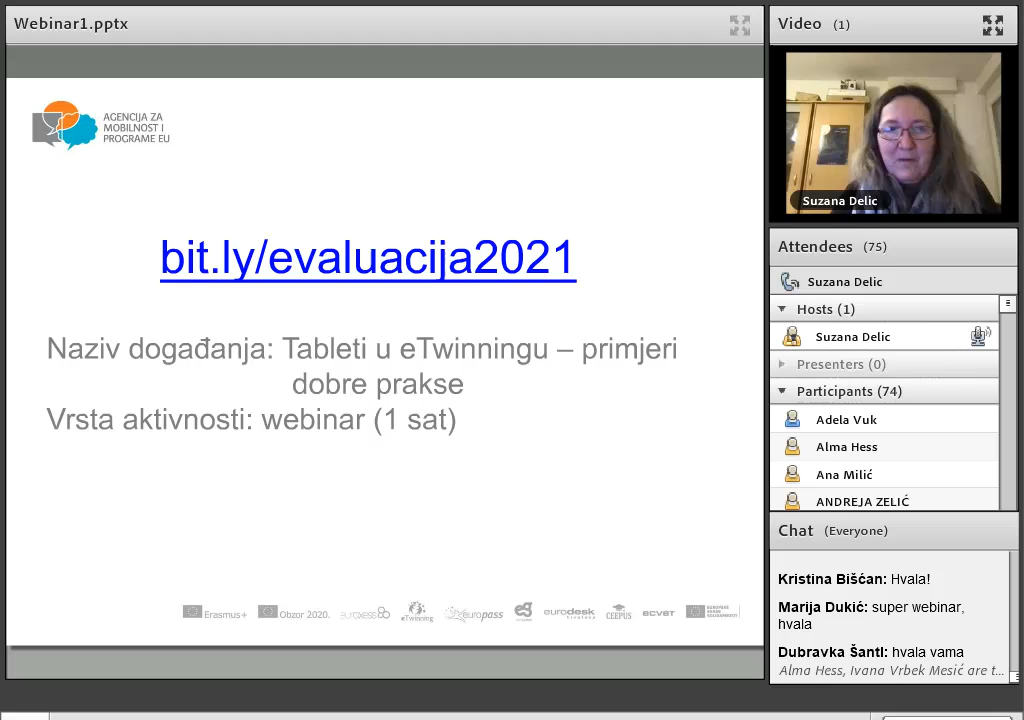 Webinar1.pptx
AGENCIJA ZA
MOBILNOST I
PROGRAME EU
bit.ly/evaluacija2021
Naziv događanja: Tableti u eTwinningu – primjeri
dobre prakse
Vrsta aktivnosti: webinar (1 sat)
Erasmus+ Obzor 2020. euraxess eTwinning europass eurodesk CEEPUS ECVET
Video (1)
Suzana Delic
Attendees (75)
Suzana Delic
Hosts (1)
Suzana Delic
Presenters (0)
Participants (74)
Adela Vuk
Alma Hess
Ana Milić
ANDREJA ZELIĆ
Chat (Everyone)
Kristina Bišćan: Hvala!
Marija Dukić: super webinar,
hvala
Dubravka Šantl: hvala vama
Alma Hess, Ivana Vrbek Mesić are t...